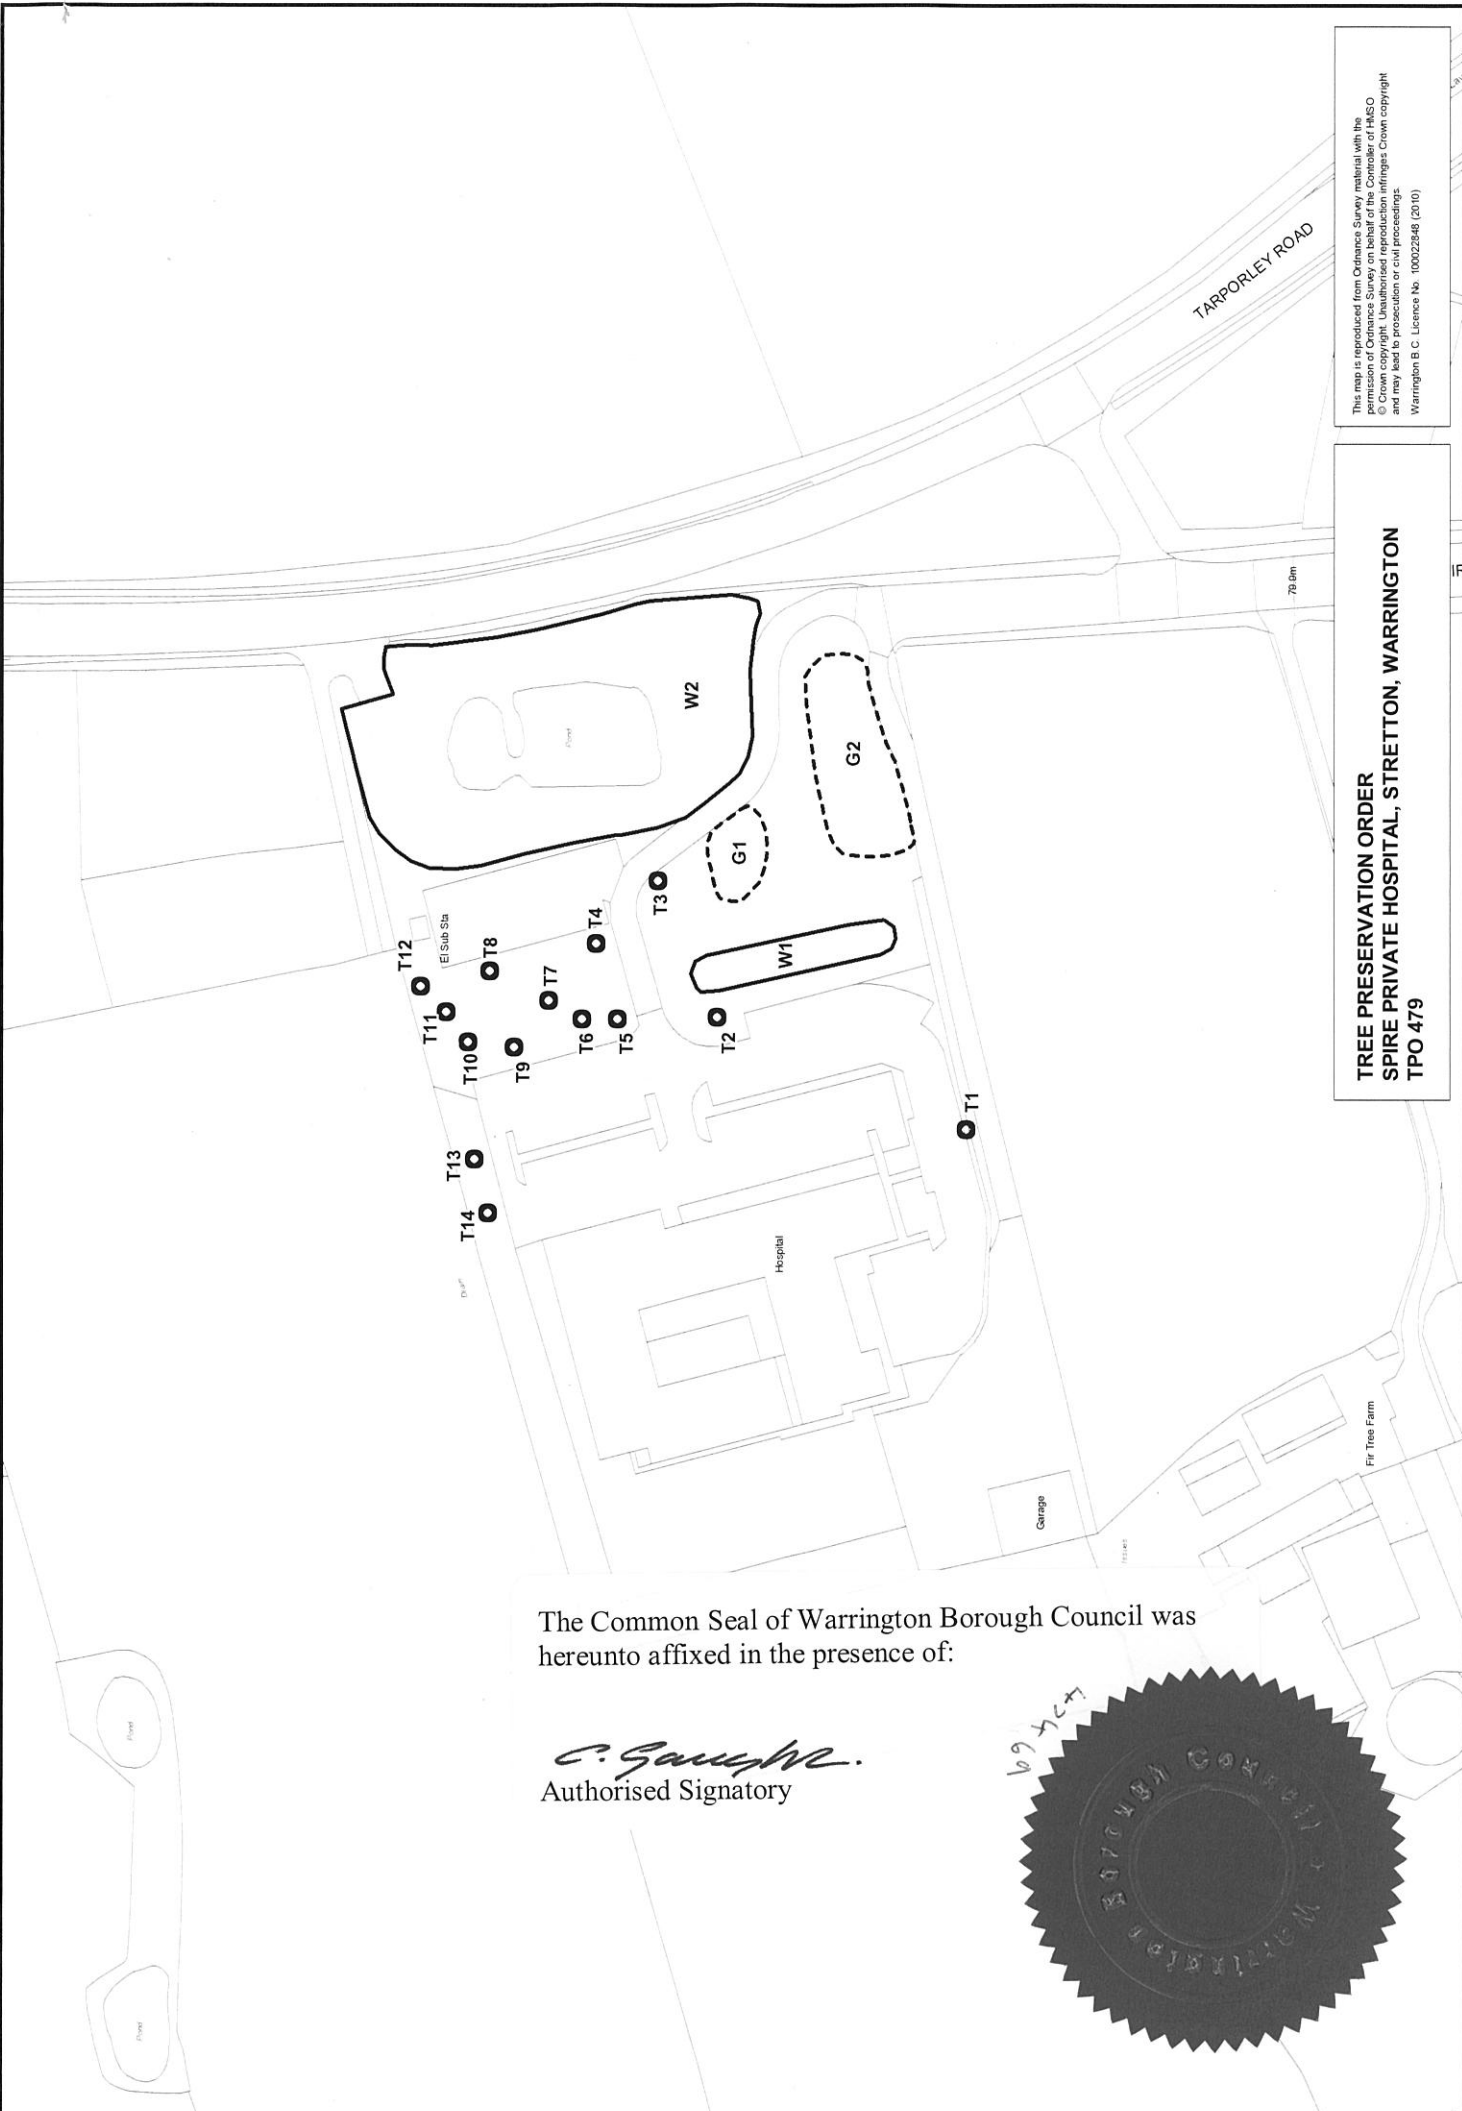 This map is reproduced from Ordnance Survey material with the
permission of Ordnance Survey on behalf of the Controller of HMSO
© Crown copyright. Unauthorised reproduction infringes Crown copyright
and may lead to prosecution or civil proceedings.
Warrington B.C. Licence No. 100022848 (2010)
TREE PRESERVATION ORDER
SPIRE PRIVATE HOSPITAL, STRETTON, WARRINGTON
TPO 479
TARPORLEY ROAD
79.9m
W2
Pond
G2
G1
W1
T3
T4
T12
El Sub Sta
T8
T11
T7
T10
T9
T6
T5
T2
T1
T13
T14
Drain
Hospital
Garage
Issues
Fir Tree Farm
Pond
Pond
The Common Seal of Warrington Borough Council was
hereunto affixed in the presence of:
Authorised Signatory
Warrington Borough Council